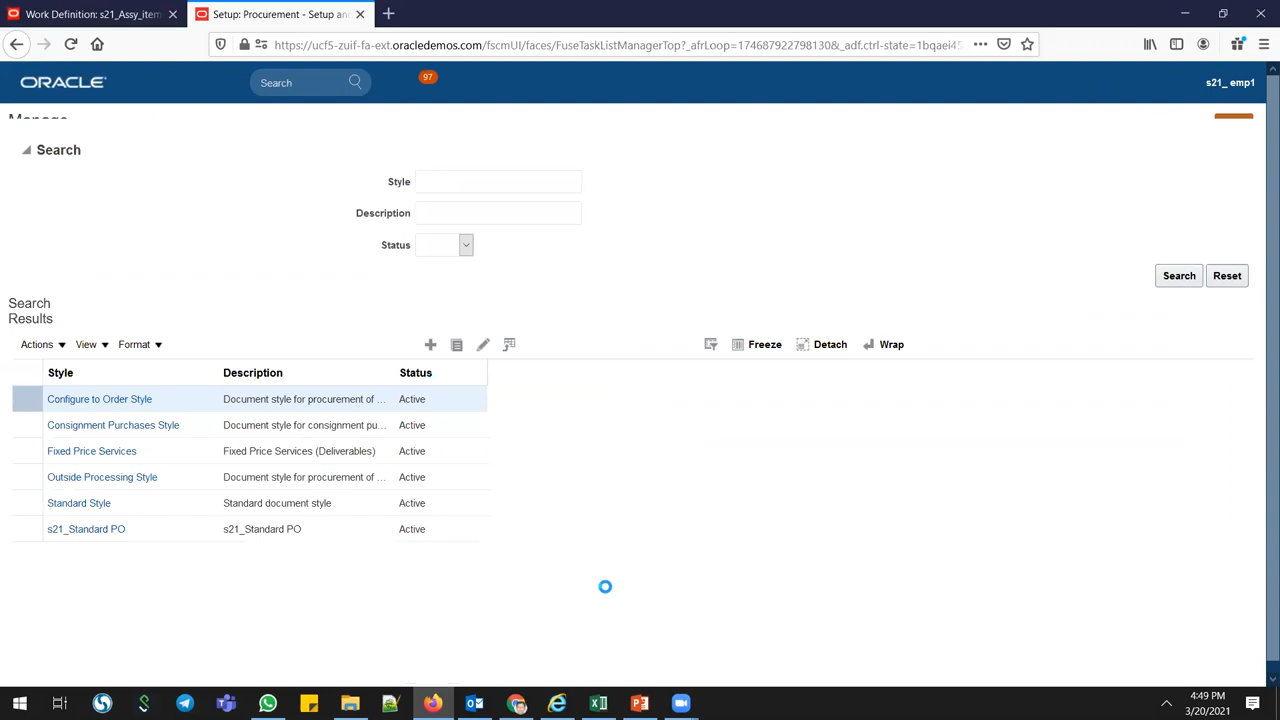 Work Definition: s21_Assy_item
Setup: Procurement - Setup an
https://ucf5-zuif-fa-ext.oracledemos.com/fscmUI/faces/FuseTaskListManagerTop?_afrLoop=174687922798130&_adf.ctrl-state=1bqaei45
ORACLE
Search
97
s21_ emp1
Manage
Search
Style
Description
Status
Search
Reset
Search
Results
Actions
View
Format
Freeze
Detach
Wrap
Style Description Status
Configure to Order Style Document style for procurement of ... Active
Consignment Purchases Style Document style for consignment pu... Active
Fixed Price Services Fixed Price Services (Deliverables) Active
Outside Processing Style Document style for procurement of ... Active
Standard Style Standard document style Active
s21_Standard PO s21_Standard PO Active
4:49 PM
3/20/2021